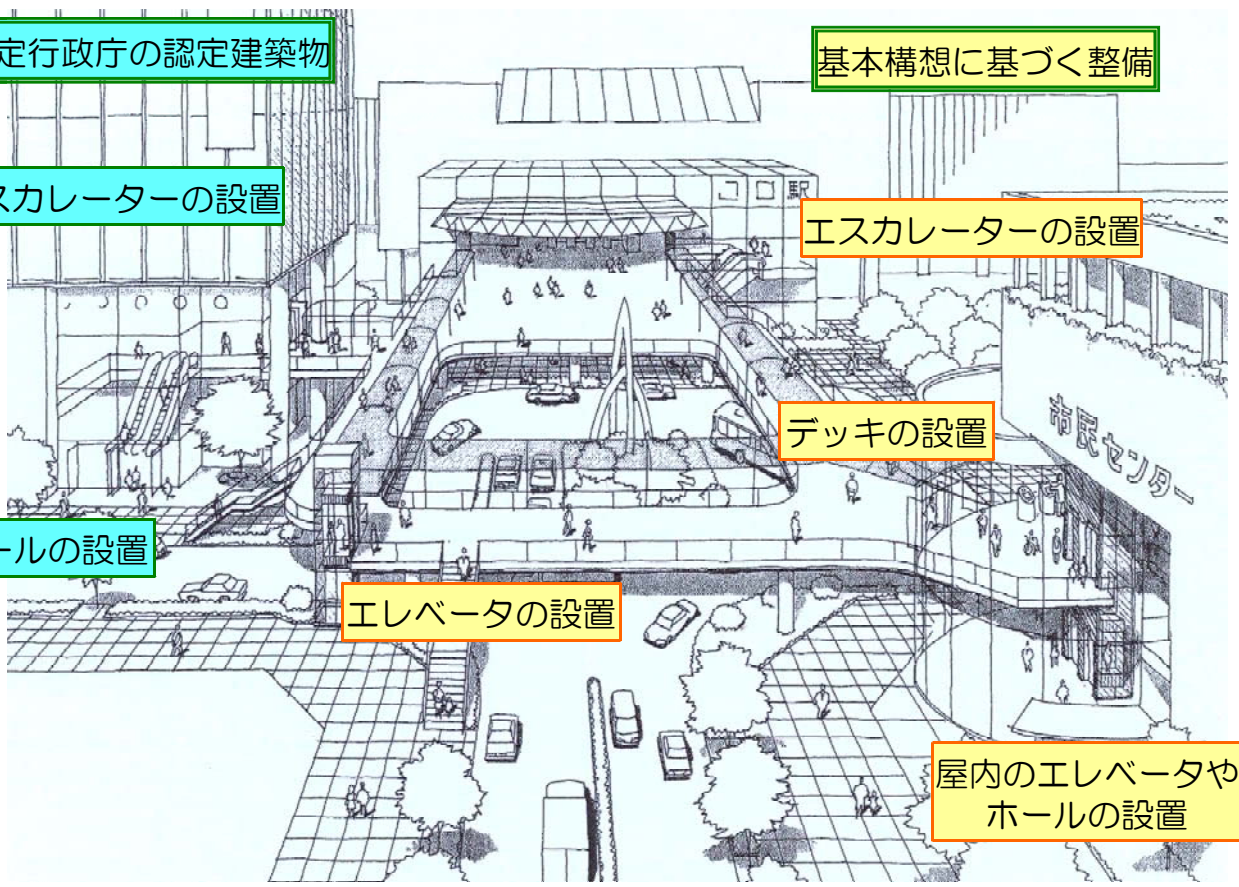 定行政庁の認定建築物
基本構想に基づく整備
スカレーターの設置
駅
エスカレーターの設置
デッキの設置
市民センター
ールの設置
エレベータの設置
屋内のエレベータや
ホールの設置